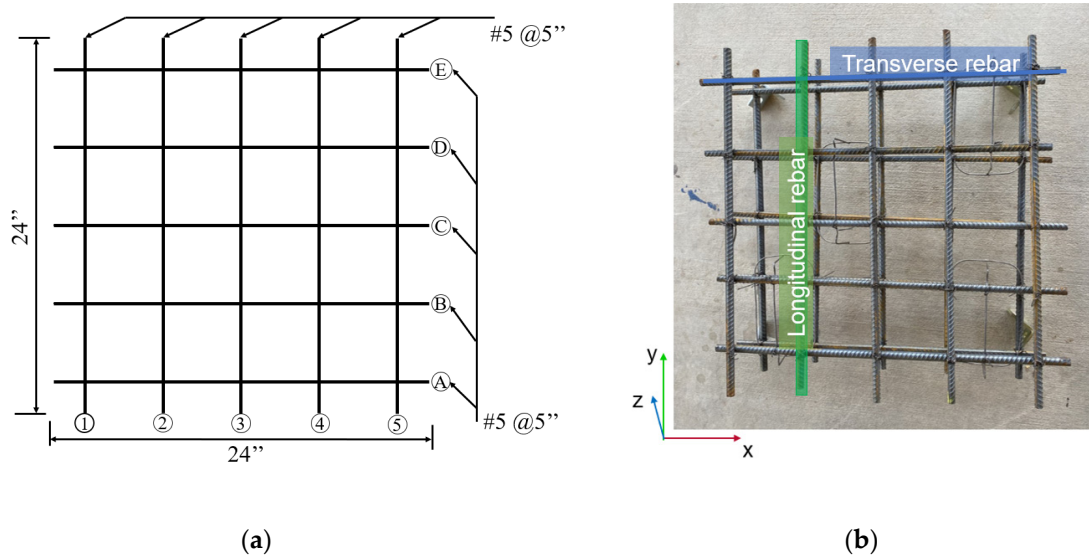 #5 @5’’
Ⓔ
Ⓓ
Ⓒ
Ⓑ
Ⓐ
24’’
① ② ③ ④ ⑤
#5 @5’’
24’’
(a)
Transverse rebar
Longitudinal rebar
y
z
x
(b)